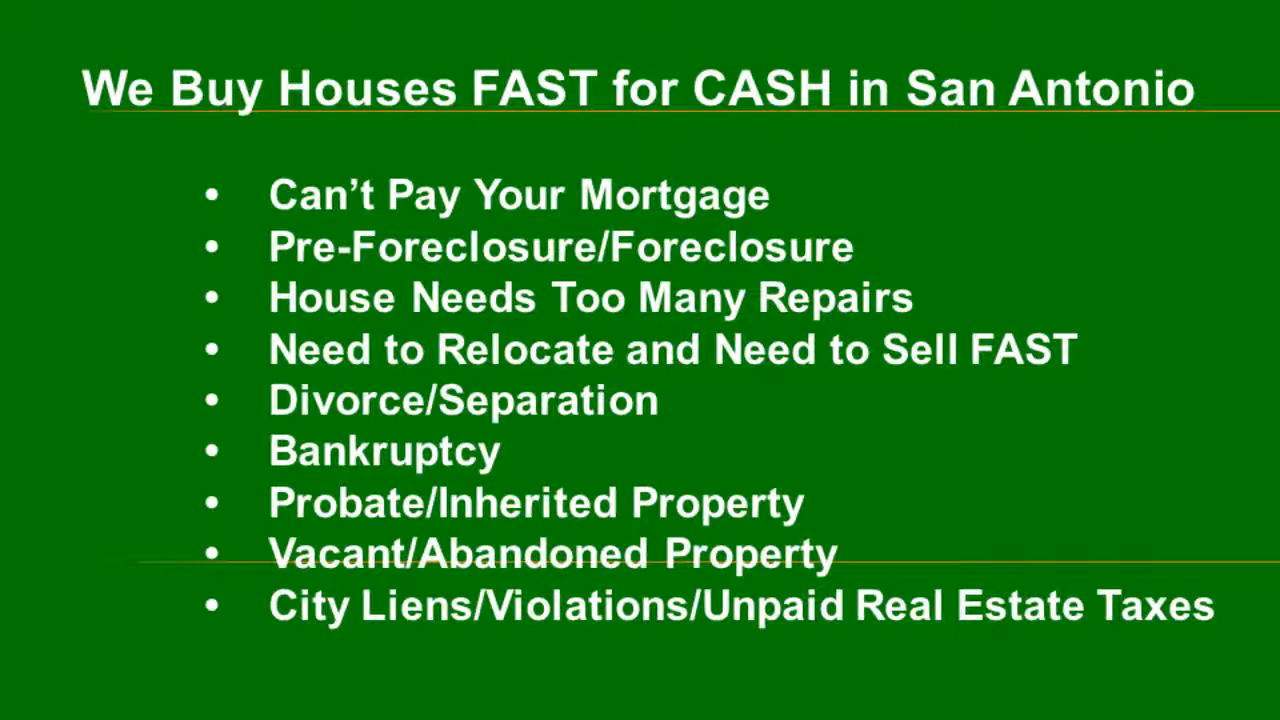 We Buy Houses FAST for CASH in San Antonio
• Can’t Pay Your Mortgage
• Pre-Foreclosure/Foreclosure
• House Needs Too Many Repairs
• Need to Relocate and Need to Sell FAST
• Divorce/Separation
• Bankruptcy
• Probate/Inherited Property
• Vacant/Abandoned Property
• City Liens/Violations/Unpaid Real Estate Taxes